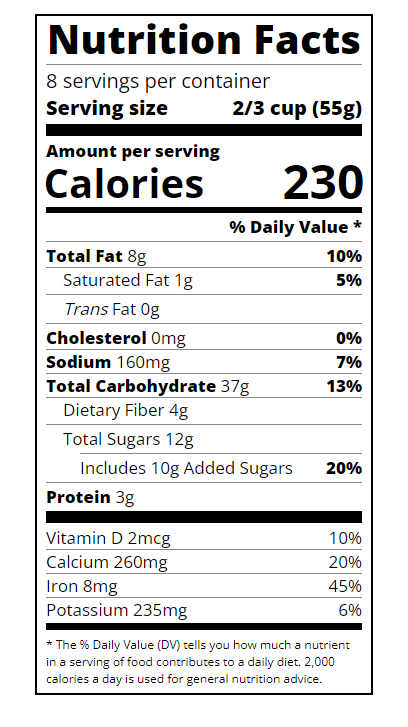 Nutrition Facts
8 servings per container
Serving size 2/3 cup (55g)
Amount per serving
Calories 230
% Daily Value *
Total Fat 8g 10%
Saturated Fat 1g 5%
Trans Fat 0g
Cholesterol 0mg 0%
Sodium 160mg 7%
Total Carbohydrate 37g 13%
Dietary Fiber 4g
Total Sugars 12g
Includes 10g Added Sugars 20%
Protein 3g
Vitamin D 2mcg 10%
Calcium 260mg 20%
Iron 8mg 45%
Potassium 235mg 6%
* The % Daily Value (DV) tells you how much a nutrient
in a serving of food contributes to a daily diet. 2,000
calories a day is used for general nutrition advice.